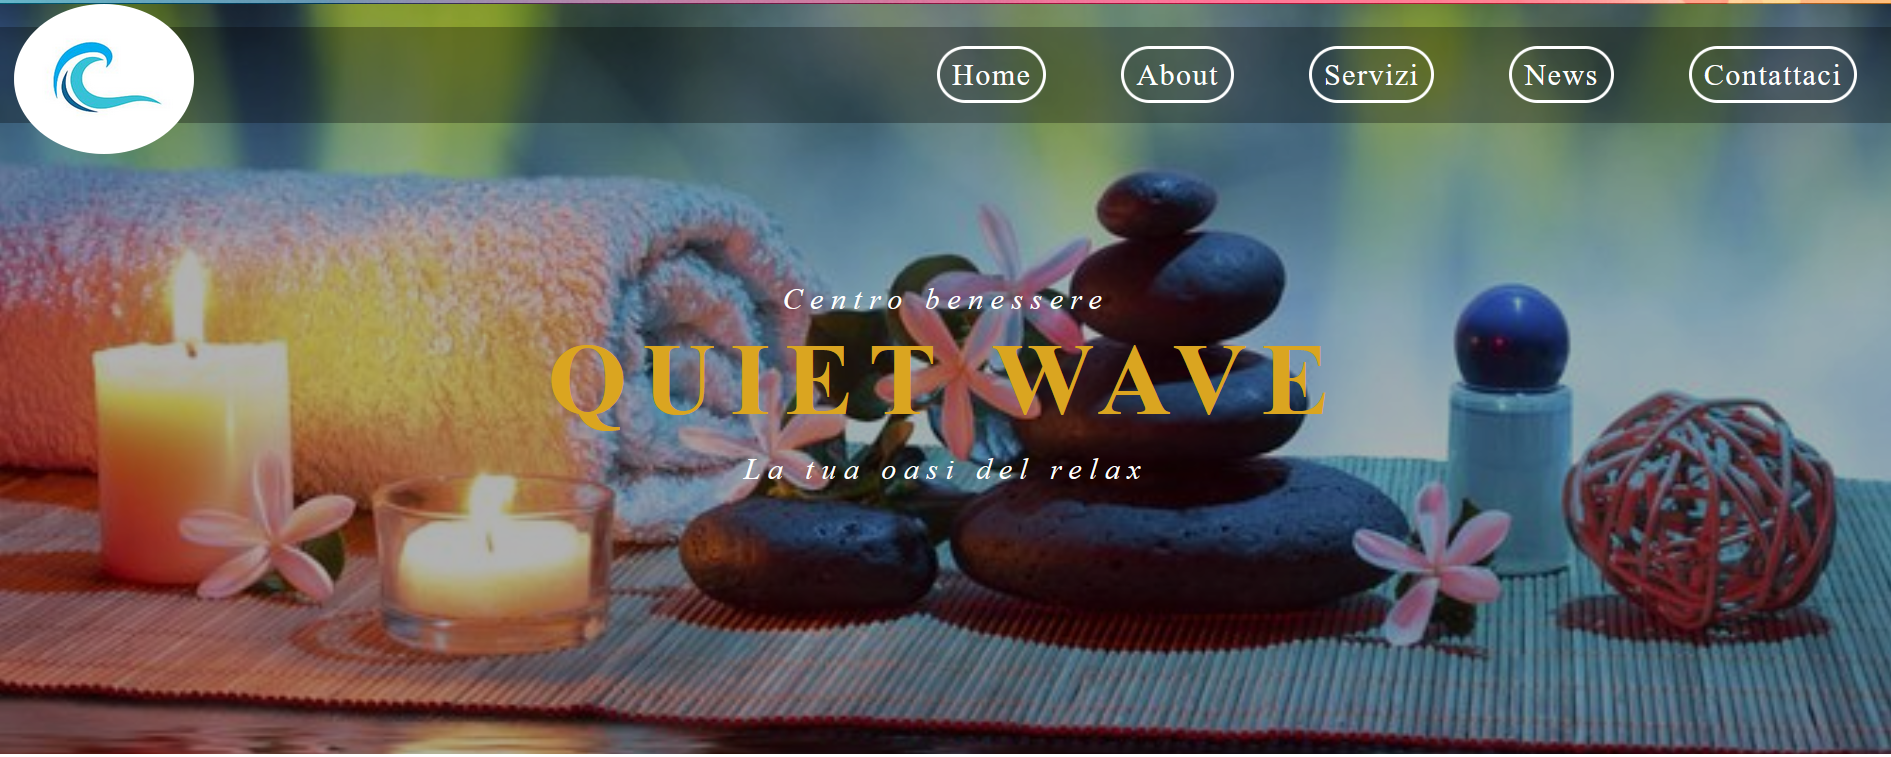 Home About Servizi News Contattaci
Centro benessere
QUIET WAVE
La tua oasi del relax